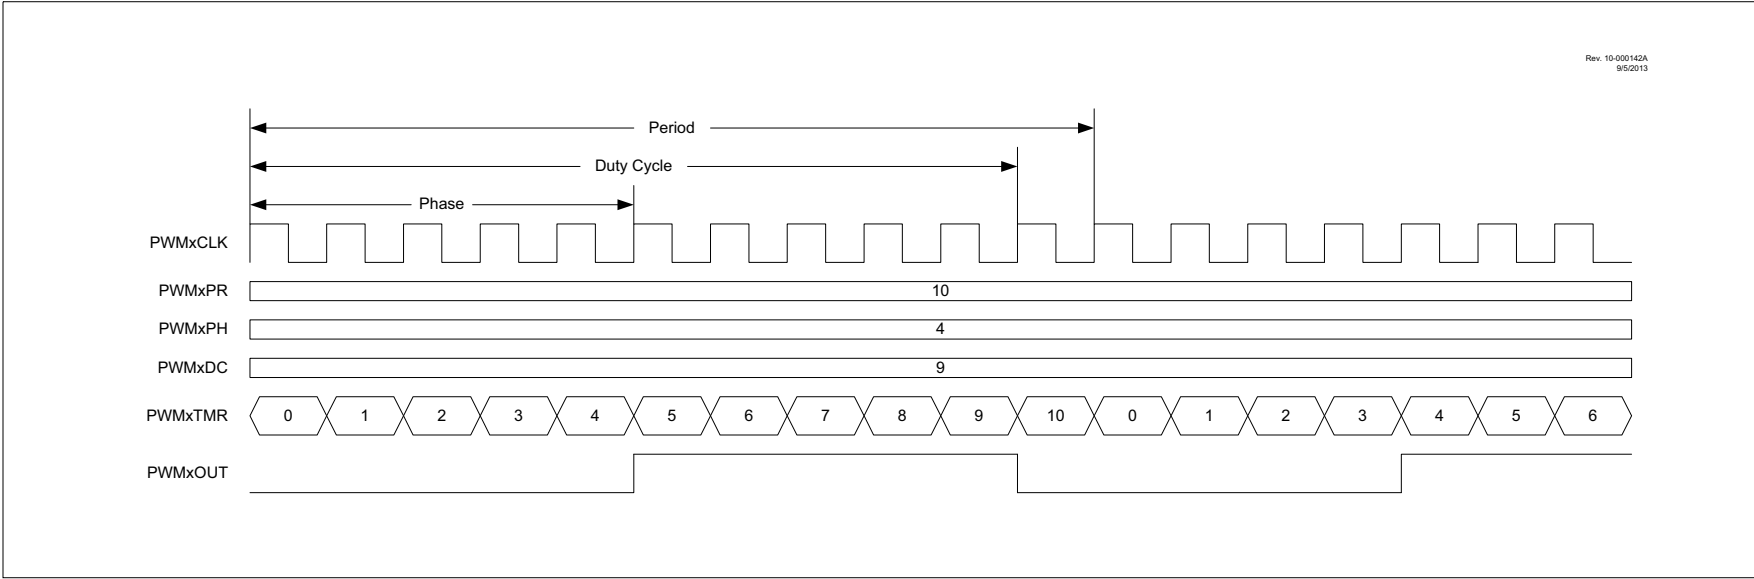 Rev. 10-000142A
9/5/2013
Period
Duty Cycle
Phase
PWMxCLK
PWMxPR 10
PWMxPH 4
PWMxDC 9
PWMxTMR 0 1 2 3 4 5 6 7 8 9 10 0 1 2 3 4 5 6
PWMxOUT